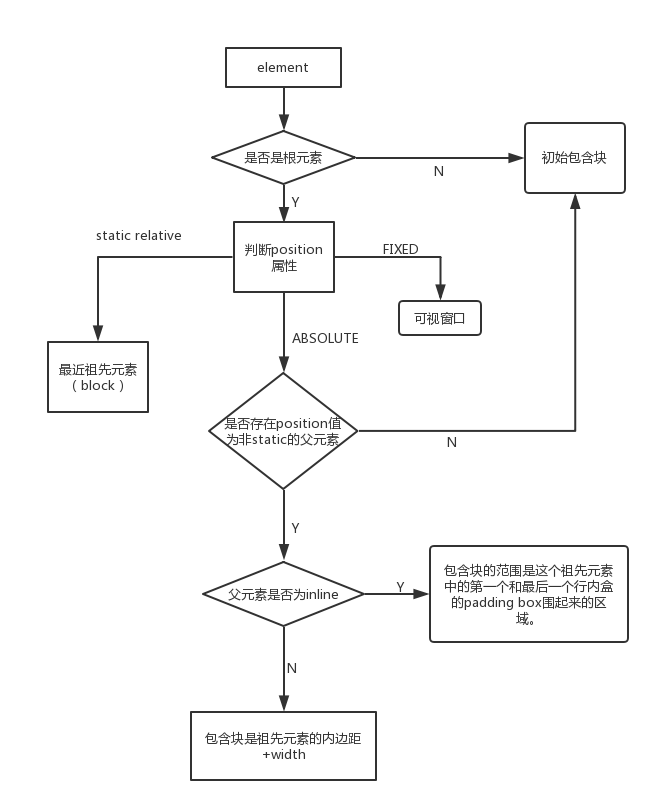 element
是否是根元素
N
初始包含块
Y
static relative
判断position
属性
FIXED
可视窗口
ABSOLUTE
最近祖先元素
（block）
是否存在position值
为非static的父元素
N
Y
父元素是否为inline
Y
包含块的范围是这个祖先元素
中的第一个和最后一个行内盒
的padding box围起来的区
域。
N
包含块是祖先元素的内边距
+width